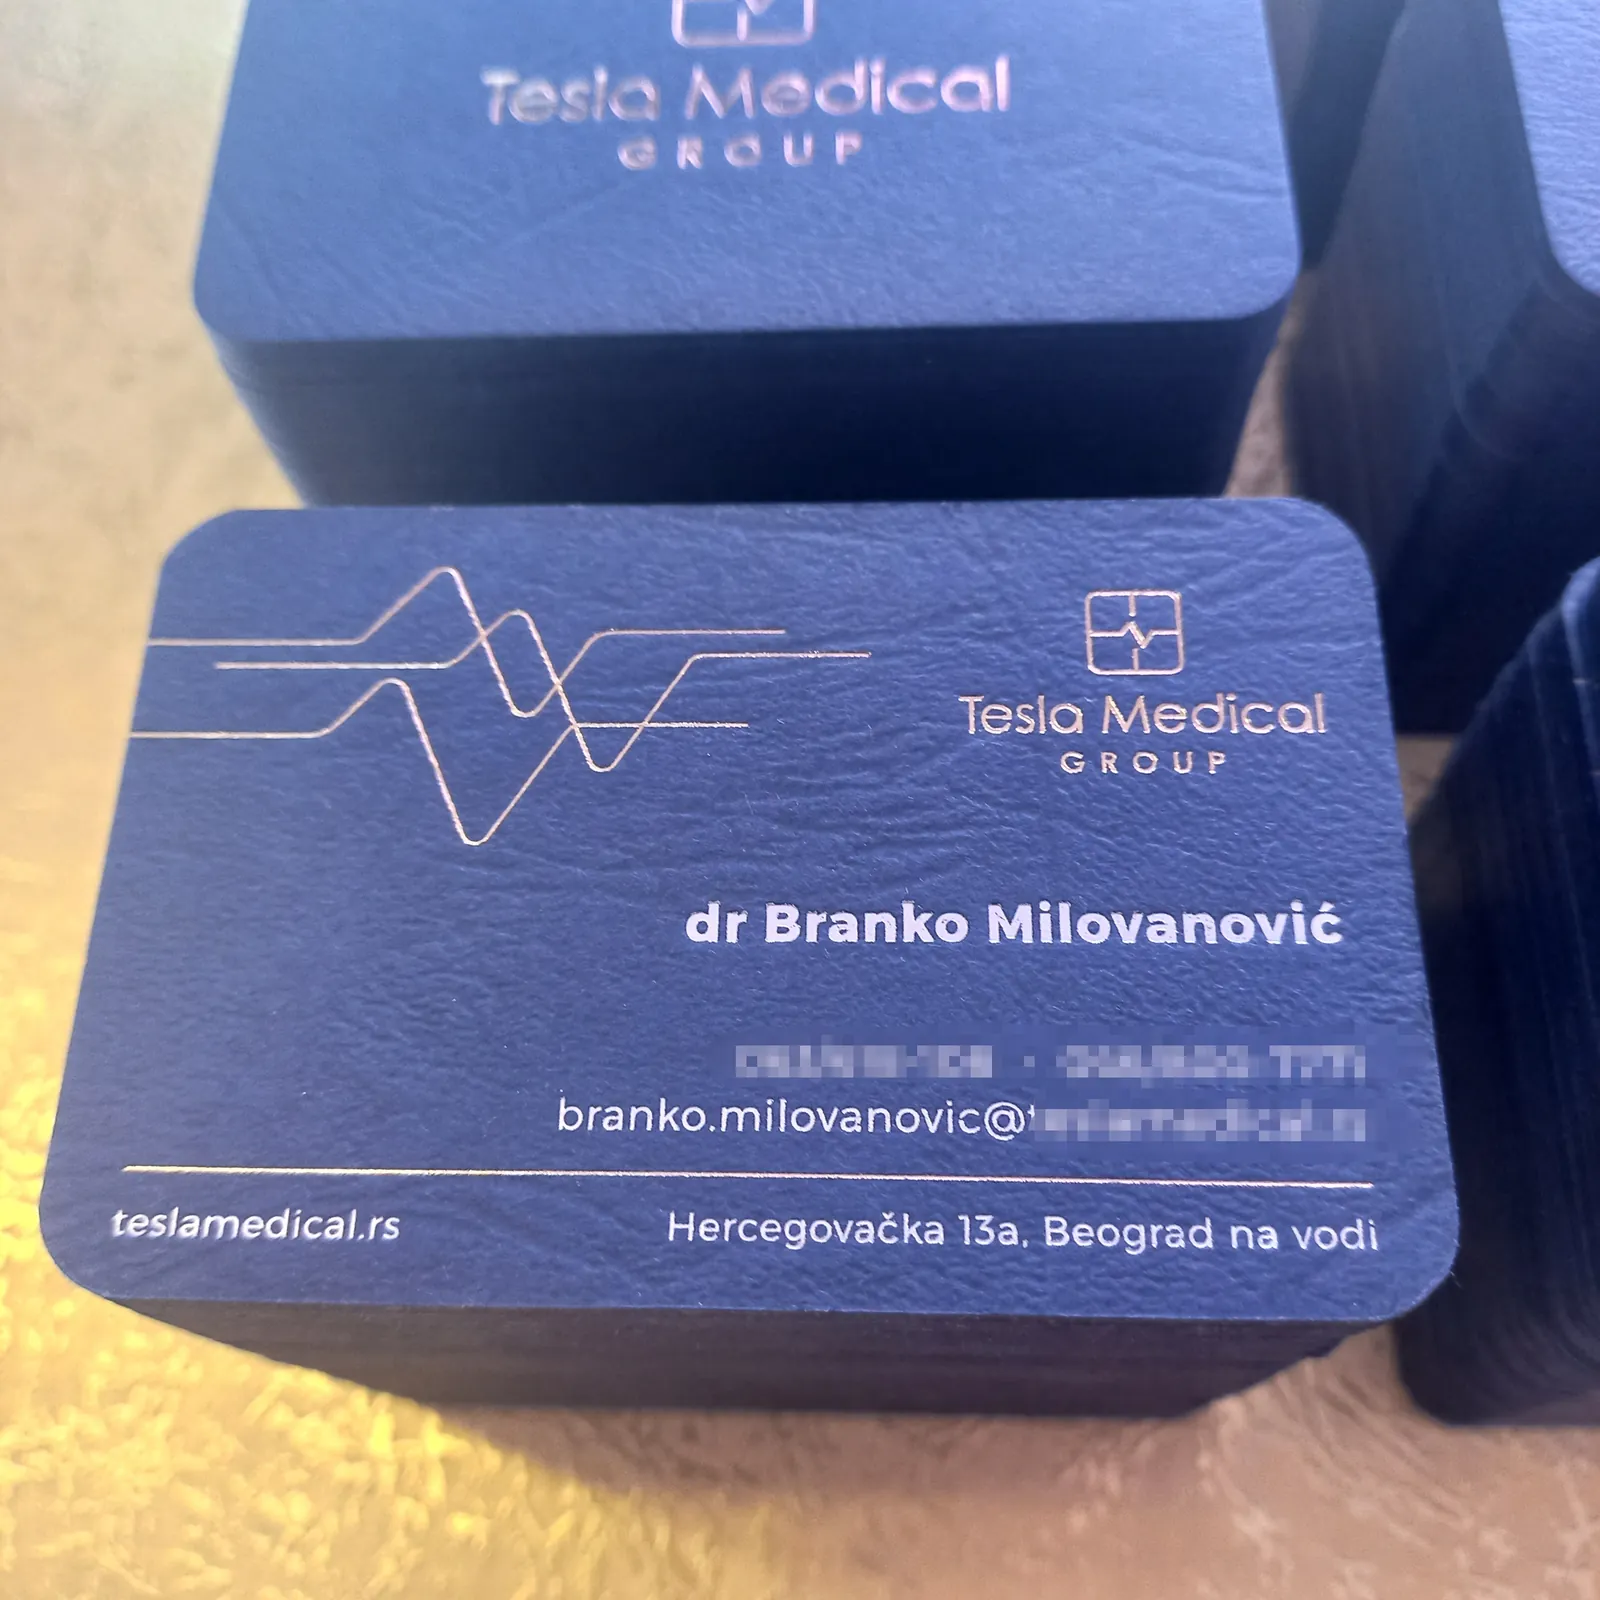 Tesla Medical
GROUP
Tesla Medical
GROUP
dr Branko Milovanović
branko.milovanovic@
teslamedical.rs
Hercegovačka 13a, Beograd na vodi